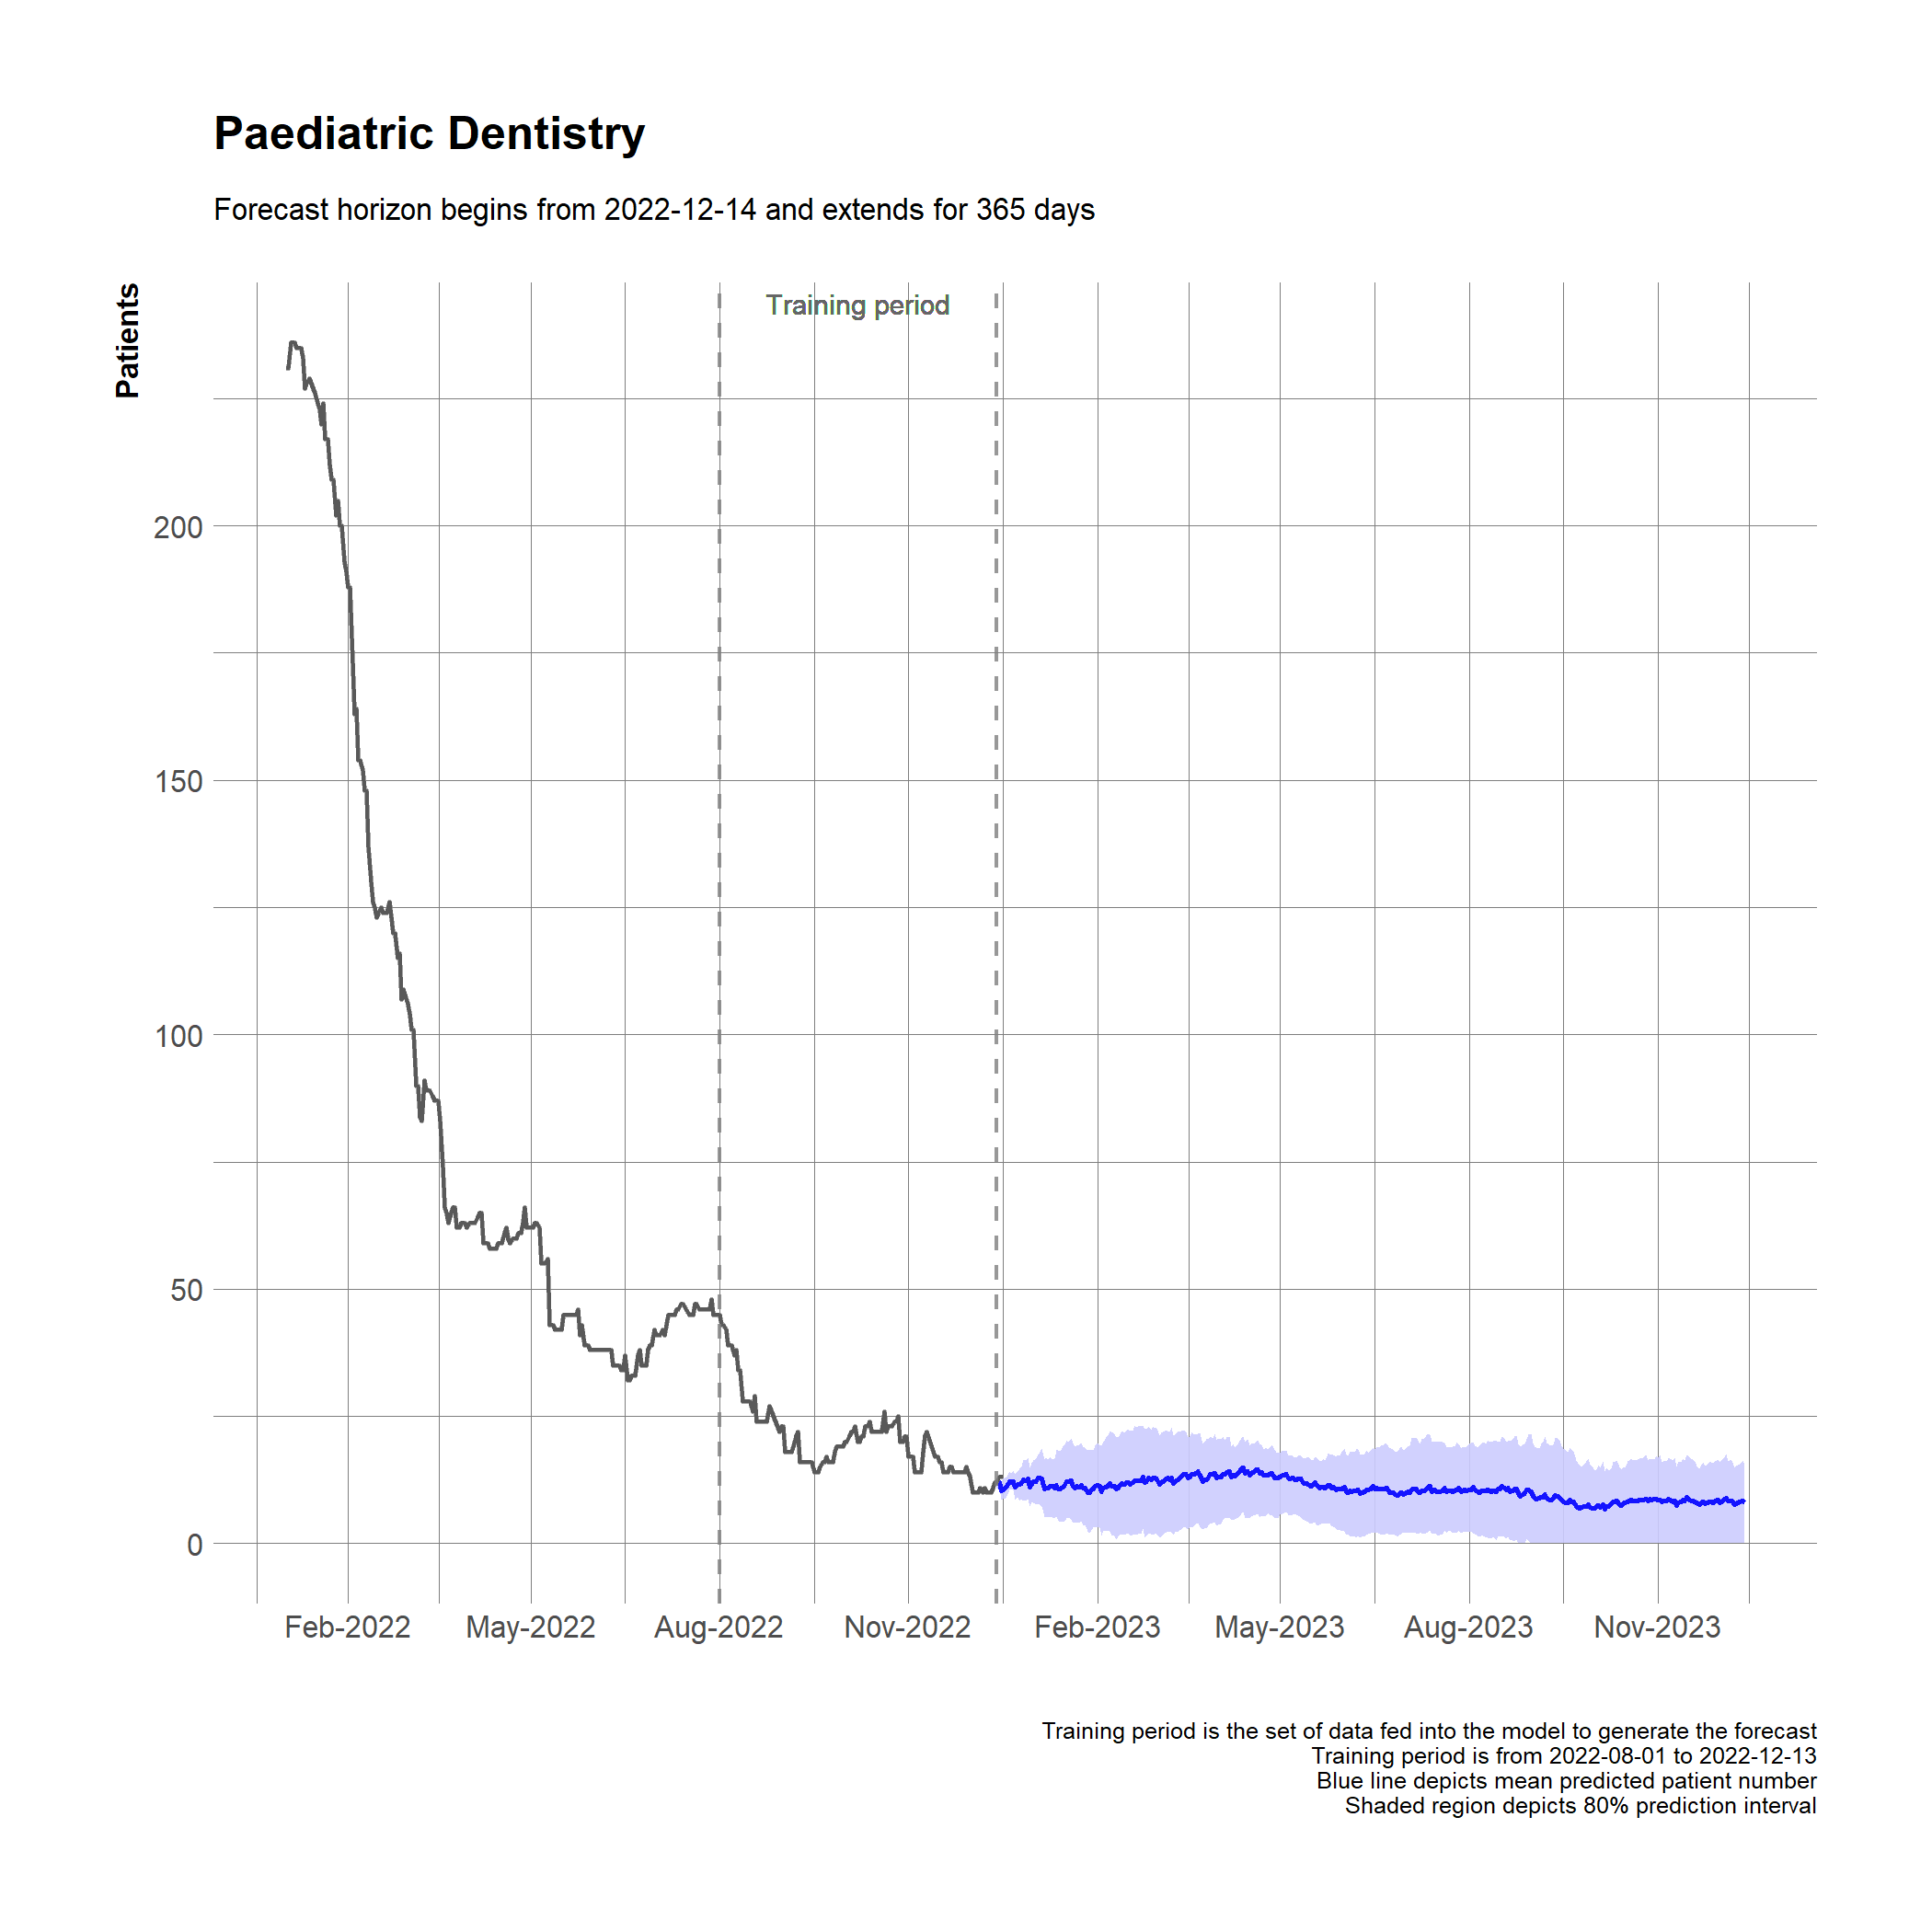 Paediatric Dentistry
Forecast horizon begins from 2022-12-14 and extends for 365 days
Patients
Training period
200
150
100
50
0
Feb-2022
May-2022
Aug-2022
Nov-2022
Feb-2023
May-2023
Aug-2023
Nov-2023
Training period is the set of data fed into the model to generate the forecast
Training period is from 2022-08-01 to 2022-12-13
Blue line depicts mean predicted patient number
Shaded region depicts 80% prediction interval